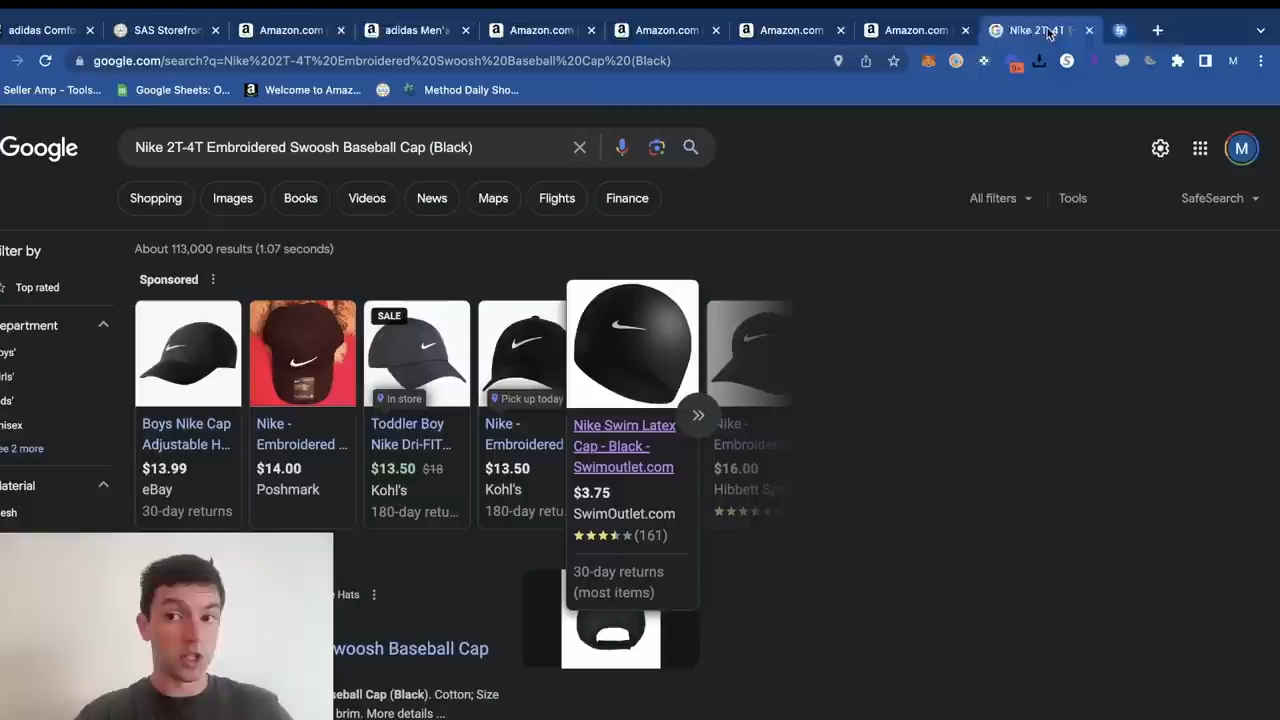 adidas Comfo
SAS Storefron
Amazon.com
adidas Men's
Amazon.com
Amazon.com
Amazon.com
Amazon.com
Nike 2T-4T
google.com/search?q=Nike%202T-4T%20Embroidered%20Swoosh%20Baseball%20Cap%20(Black)
9+
M
Seller Amp - Tools...
Google Sheets: O...
Welcome to Amaz...
Method Daily Sho...
Google
Nike 2T-4T Embroidered Swoosh Baseball Cap (Black)
M
Shopping
Images
Books
Videos
News
Maps
Flights
Finance
All filters
Tools
SafeSearch
ilter by
About 113,000 results (1.07 seconds)
Top rated
Sponsored
epartment
oys'
irls'
ds'
nisex
ee 2 more
aterial
esh
Boys Nike Cap
Adjustable H...
$13.99
eBay
30-day returns
Nike -
Embroidered ...
$14.00
Poshmark
SALE
In store
Toddler Boy
Nike Dri-FIT...
$13.50 $18
Kohl's
180-day retu...
Pick up today
Nike -
Embroidered
$13.50
Kohl's
180-day retu
Nike Swim Latex
Cap - Black -
Swimoutlet.com
$3.75
SwimOutlet.com
(161)
30-day returns
(most items)
Nike -
Embroidered
$16.00
Hibbett Sp
Hats
woosh Baseball Cap
eball Cap (Black). Cotton; Size
brim. More details ...